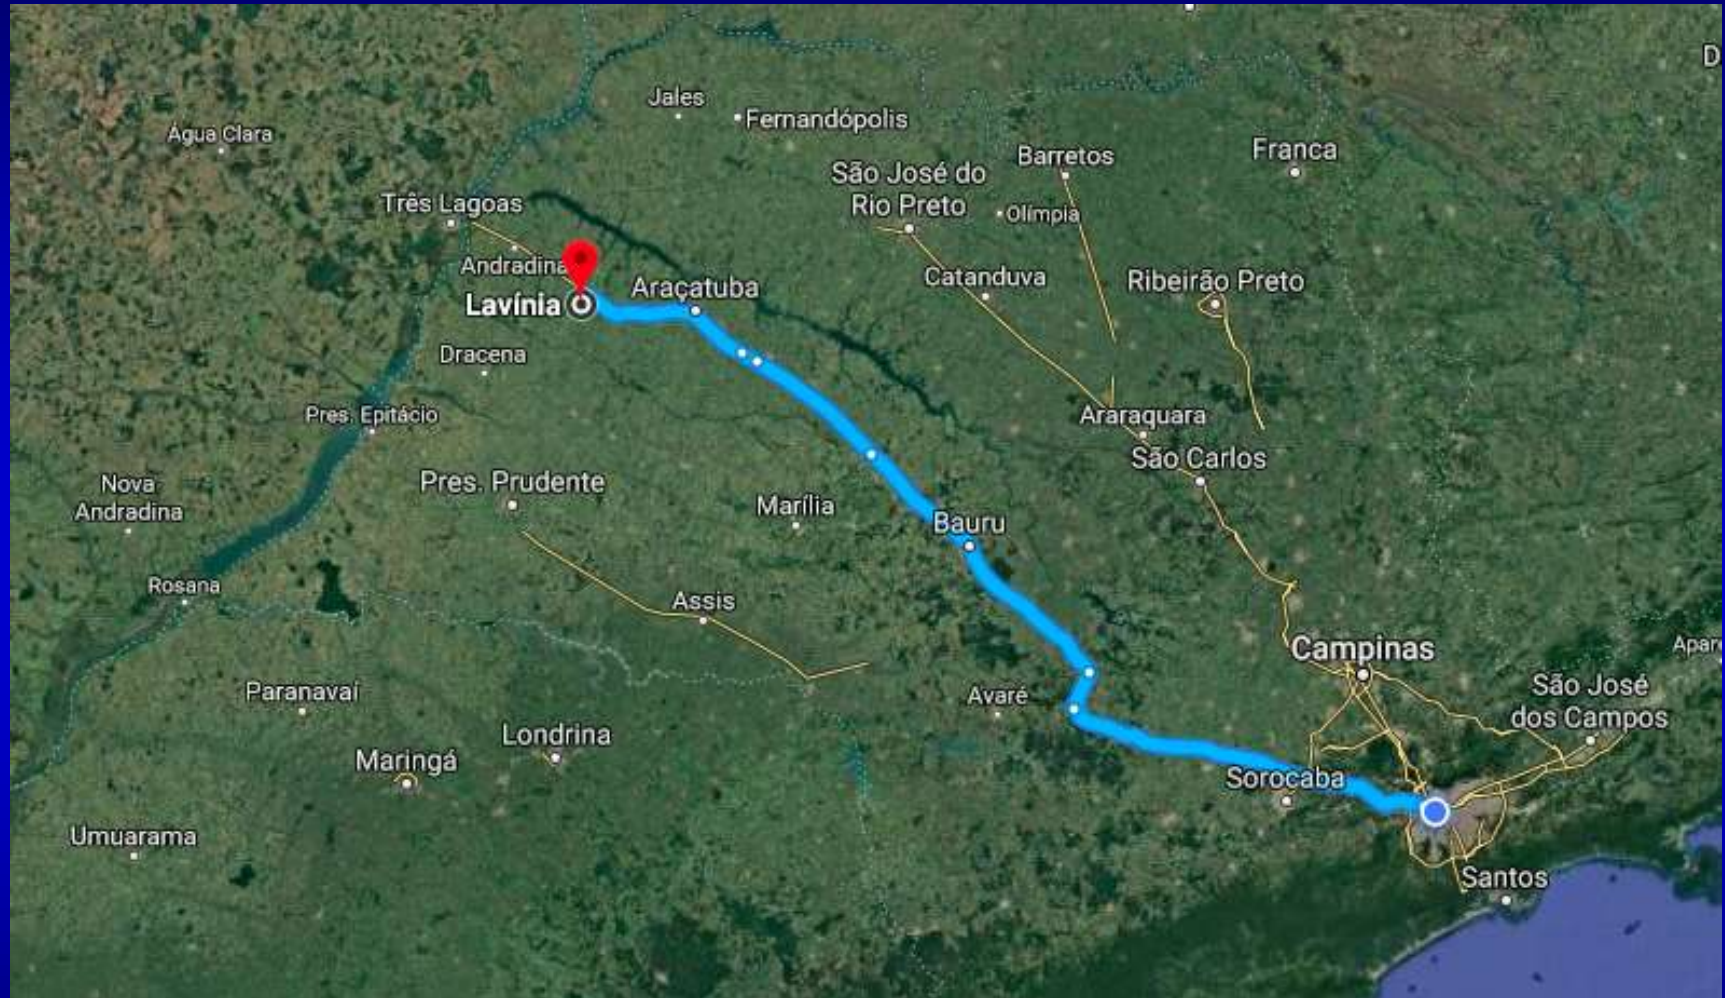 D
Jales
Fernandópolis
Água Clara
Barretos
Franca
São José do
Rio Preto
Três Lagoas
Olímpia
Andradina
Catanduva
Ribeirão Preto
Araçatuba
Lavínia
Dracena
Pres. Epitácio
Araraquara
São Carlos
Nova
Andradina
Pres. Prudente
Marília
Bauru
Rosana
Assis
Campinas
Apare
Paranavaí
Avaré
São José
dos Campos
Londrina
Maringá
Sorocaba
Umuarama
Santos